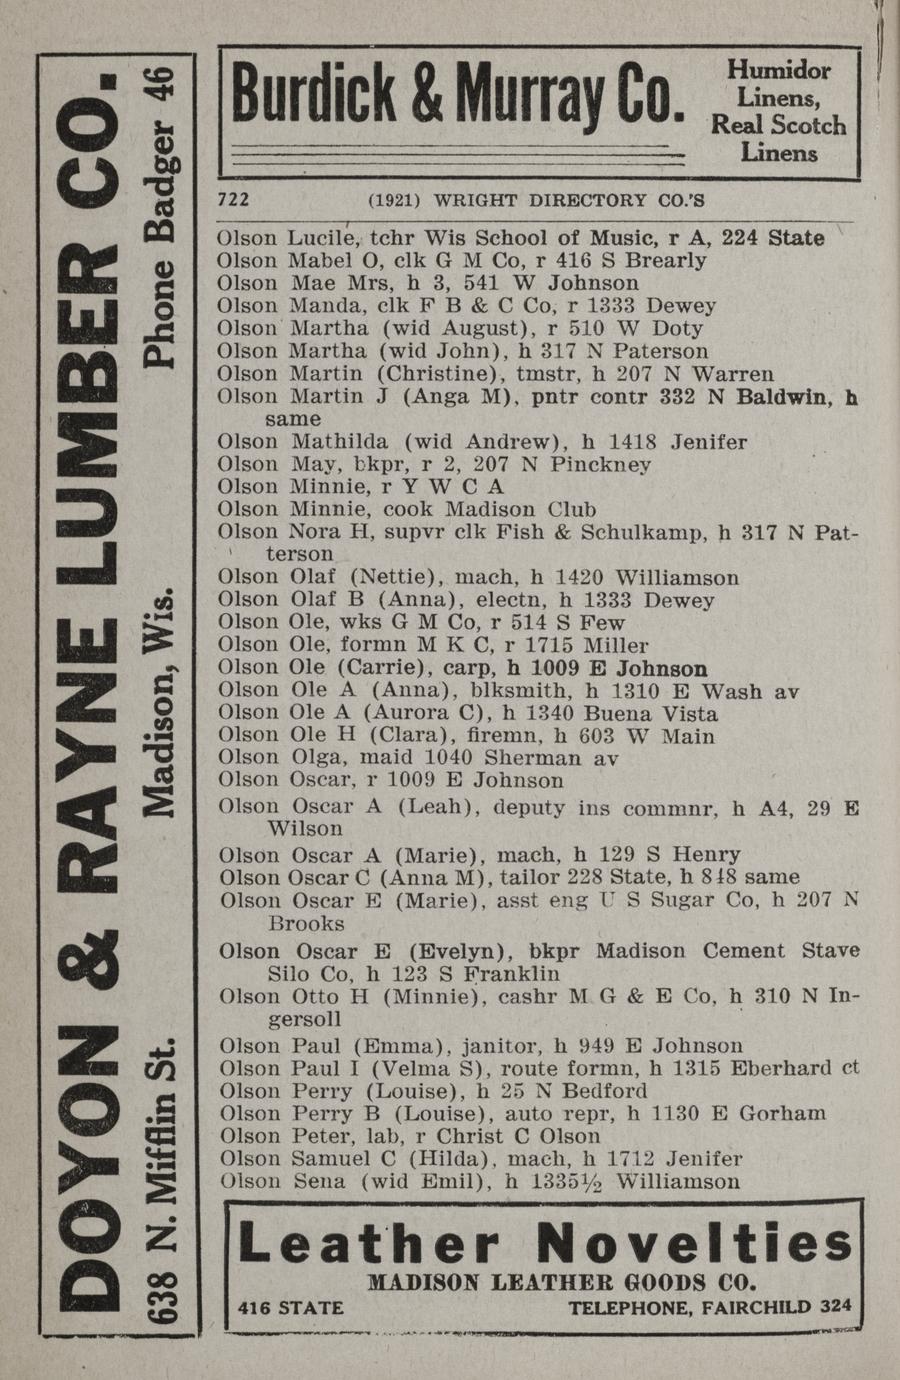 DOYON & RAYNE LUMBER CO.
638 N. Mifflin St. Madison, Wis. Phone Badger 46
Burdick & Murray Co.
Humidor
Linens,
Real Scotch
Linens
722 (1921) WRIGHT DIRECTORY CO.'S
Olson Lucile, tchr Wis School of Music, r A, 224 State
Olson Mabel O, clk G M Co, r 416 S Brearly
Olson Mae Mrs, h 3, 541 W Johnson
Olson Manda, clk F B & C Co, r 1333 Dewey
Olson Martha (wid August), r 510 W Doty
Olson Martha (wid John), h 317 N Paterson
Olson Martin (Christine), tmstr, h 207 N Warren
Olson Martin J (Anga M), pntr contr 332 N Baldwin, h
same
Olson Mathilda (wid Andrew), h 1418 Jenifer
Olson May, bkpr, r 2, 207 N Pinckney
Olson Minnie, r Y W C A
Olson Minnie, cook Madison Club
Olson Nora H, supvr clk Fish & Schulkamp, h 317 N Pat-
terson
Olson Olaf (Nettie), mach, h 1420 Williamson
Olson Olaf B (Anna), electn, h 1333 Dewey
Olson Ole, wks G M Co, r 514 S Few
Olson Ole, formn M K C, r 1715 Miller
Olson Ole (Carrie), carp, h 1009 E Johnson
Olson Ole A (Anna), blksmith, h 1310 E Wash av
Olson Ole A (Aurora C), h 1340 Buena Vista
Olson Ole H (Clara), firemn, h 603 W Main
Olson Olga, maid 1040 Sherman av
Olson Oscar, r 1009 E Johnson
Olson Oscar A (Leah), deputy ins commnr, h A4, 29 E
Wilson
Olson Oscar A (Marie), mach, h 129 S Henry
Olson Oscar C (Anna M), tailor 228 State, h 818 same
Olson Oscar E (Marie), asst eng U S Sugar Co, h 207 N
Brooks
Olson Oscar E (Evelyn), bkpr Madison Cement Stave
Silo Co, h 123 S Franklin
Olson Otto H (Minnie), cashr M G & E Co, h 310 N In-
gersoll
Olson Paul (Emma), janitor, h 949 E Johnson
Olson Paul I (Velma S), route formn, h 1315 Eberhard ct
Olson Perry (Louise), h 25 N Bedford
Olson Perry B (Louise), auto repr, h 1130 E Gorham
Olson Peter, lab, r Christ C Olson
Olson Samuel C (Hilda), mach, h 1712 Jenifer
Olson Sena (wid Emil), h 1335½ Williamson
Leather Novelties
MADISON LEATHER GOODS CO.
416 STATE TELEPHONE, FAIRCHILD 324